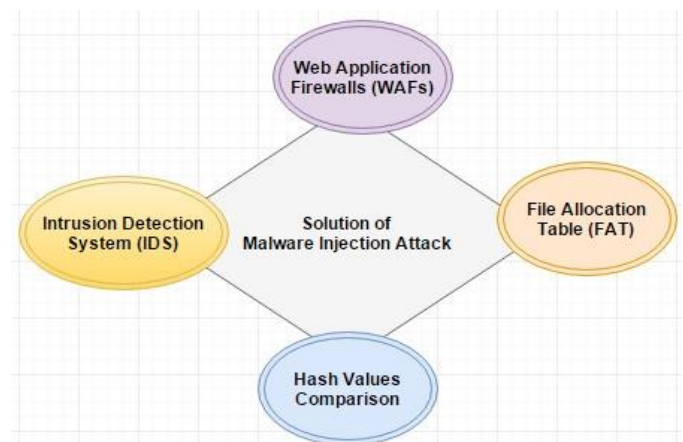 Web Application
Firewalls (WAFs)
Intrusion Detection
System (IDS)
Solution of
Malware Injection Attack
File Allocation
Table (FAT)
Hash Values
Comparison